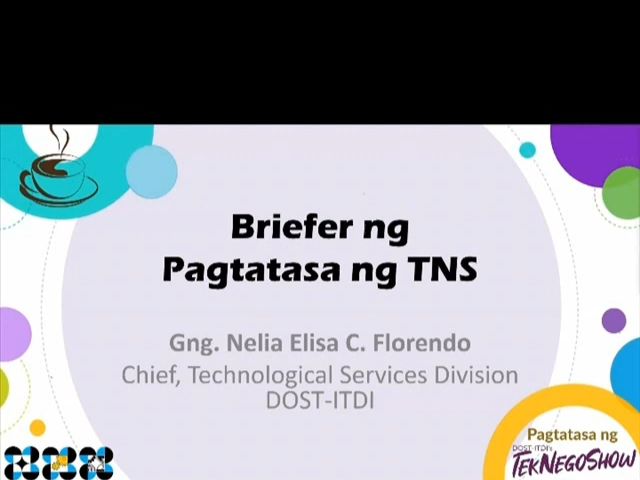 Briefer ng
Pagtatasa ng TNS
Gng. Nelia Elisa C. Florendo
Chief, Technological Services Division
DOST-ITDI
Pagtatasa ng
DOST-ITDI's
TEKNEGOSHOW